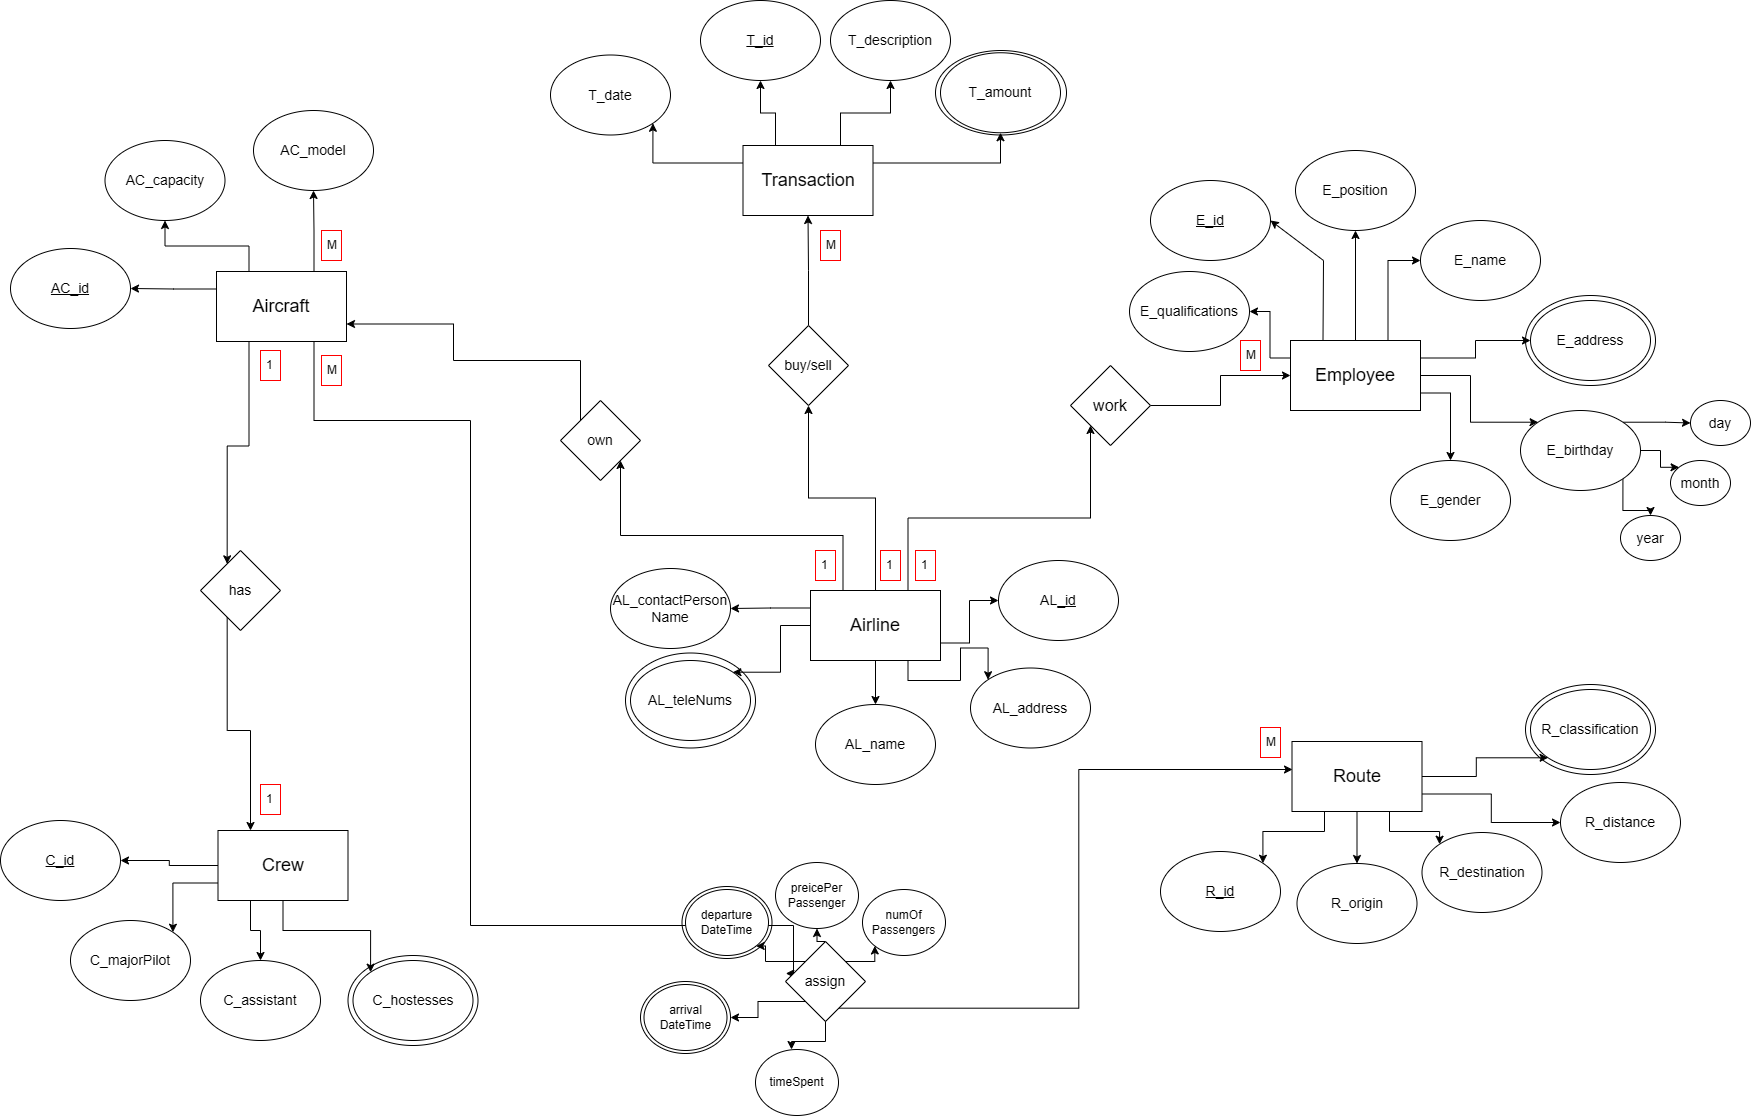 T_id
T_description
T_date
T_amount
Transaction
M
AC_model
AC_capacity
AC_id
M
Aircraft
1
M
E_position
E_id
E_name
E_qualifications
E_address
M
Employee
E_birthday
day
month
year
E_gender
buy/sell
work
own
has
1
1
1
AL_contactPerson
Name
Airline
AL_id
AL_teleNums
AL_name
AL_address
M
Route
R_classification
R_distance
R_destination
R_id
R_origin
1
Crew
C_id
C_majorPilot
C_assistant
C_hostesses
departure
DateTime
preicePer
Passenger
numOf
Passengers
assign
arrival
DateTime
timeSpent